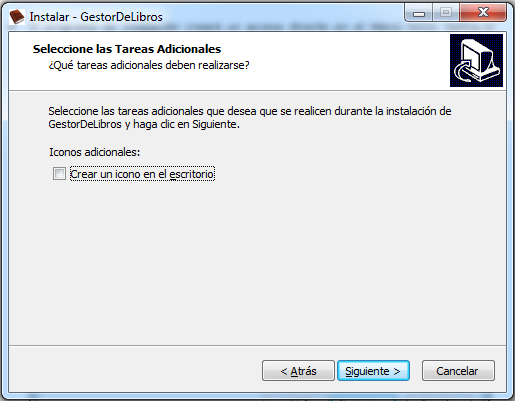 Instalar - GestorDeLibros
Seleccione las Tareas Adicionales
¿Qué tareas adicionales deben realizarse?
Seleccione las tareas adicionales que desea que se realicen durante la instalación de
GestorDeLibros y haga clic en Siguiente.
Iconos adicionales:
Crear un icono en el escritorio
< Atrás
Siguiente >
Cancelar